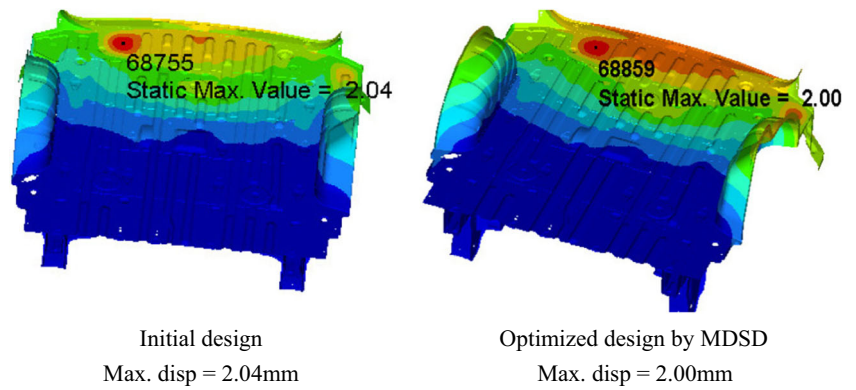 68755
Static Max. Value = 2.04
68859
Static Max. Value = 2.00
Initial design
Max. disp = 2.04mm
Optimized design by MDSD
Max. disp = 2.00mm